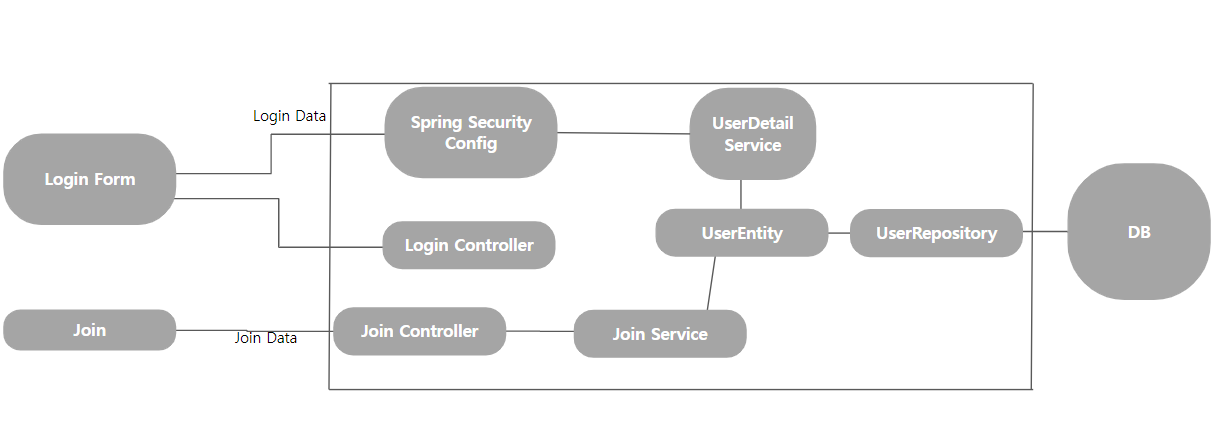 Login Data
Spring Security
Config
UserDetail
Service
Login Form
UserEntity
UserRepository
DB
Login Controller
Join
Join Data
Join Controller
Join Service